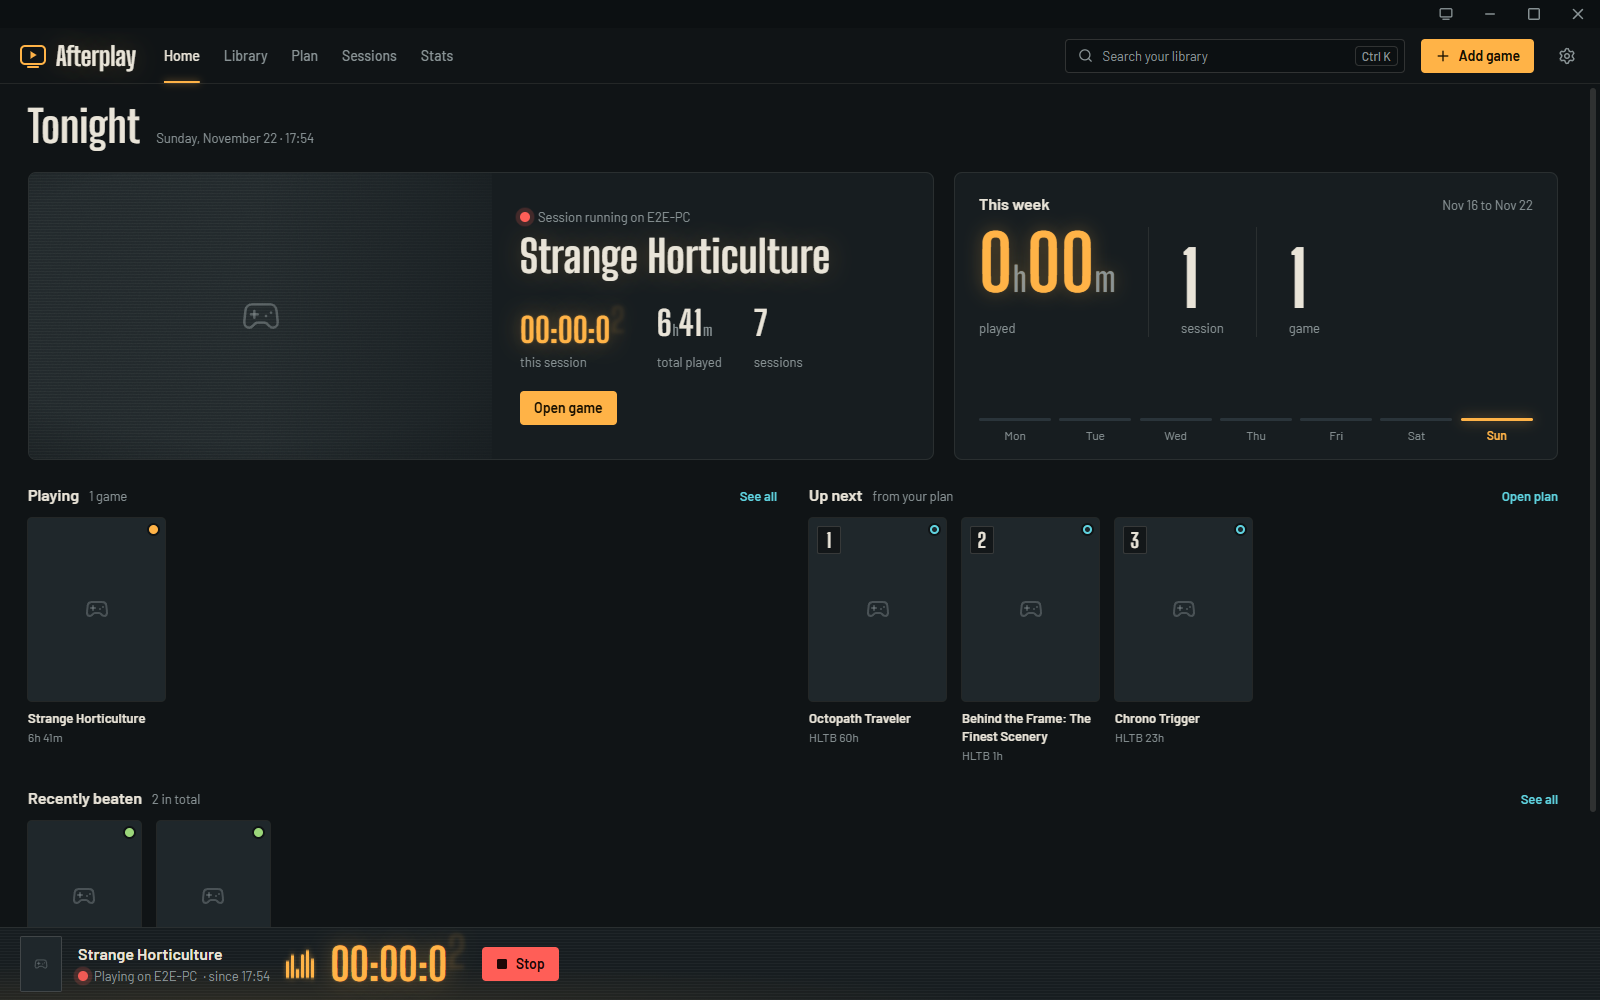 Afterplay
Home
Library
Plan
Sessions
Stats
Search your library
Ctrl K
Add game
Tonight
Sunday, November 22 · 17:54
Session running on E2E-PC
Strange Horticulture
00:00:02
this session
6h41m
total played
7
sessions
Open game
This week
Nov 16 to Nov 22
0h00m
played
1
session
1
game
Mon
Tue
Wed
Thu
Fri
Sat
Sun
Playing
1 game
See all
Strange Horticulture
6h 41m
Up next
from your plan
Open plan
1
2
3
Octopath Traveler
HLTB 60h
Behind the Frame: The
Finest Scenery
HLTB 1h
Chrono Trigger
HLTB 23h
Recently beaten
2 in total
See all
Strange Horticulture
Playing on E2E-PC · since 17:54
00:00:02
Stop